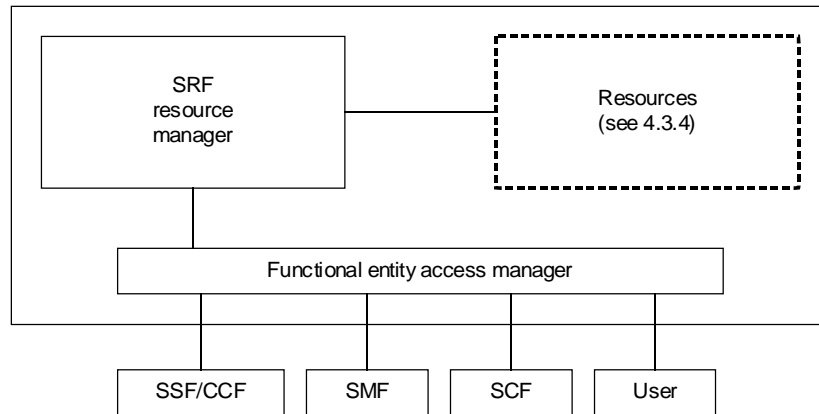 SRF
resource
manager
Resources
(see 4.3.4)
Functional entity access manager
SSF/CCF
SMF
SCF
User